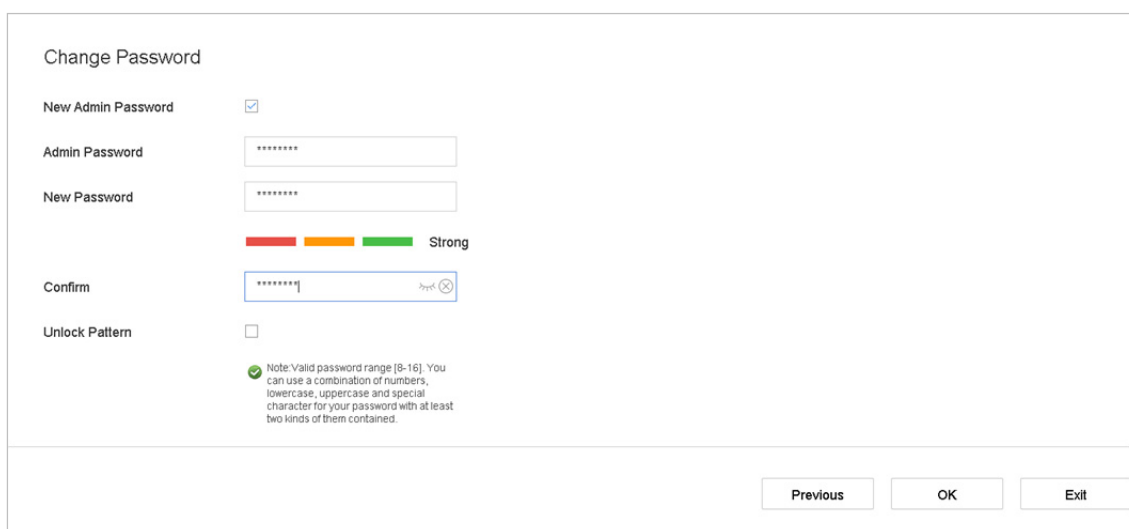 Change Password
New Admin Password
Admin Password ********
New Password ********
Strong
Confirm ********
Unlock Pattern
Note:Valid password range [8-16]. You
can use a combination of numbers,
lowercase, uppercase and special
character for your password with at least
two kinds of them contained.
Previous OK Exit